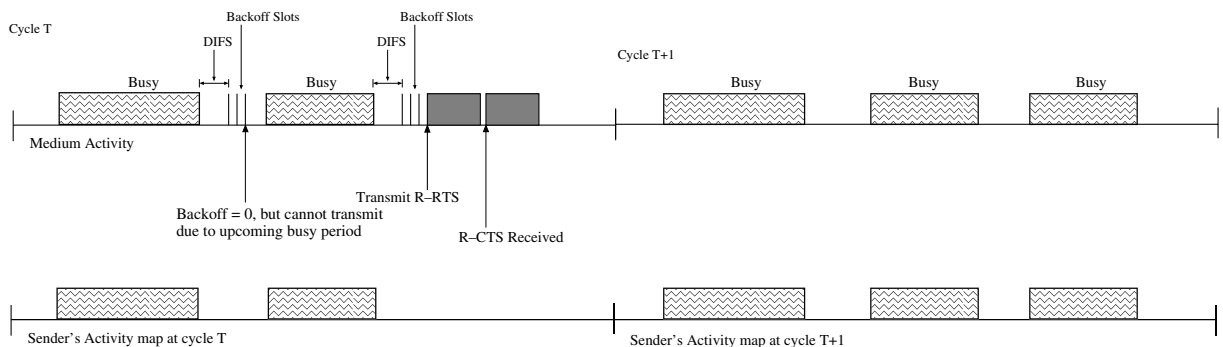 Cycle T
Backoff Slots
Backoff Slots
DIFS
DIFS
Cycle T+1
Busy
Busy
Busy
Busy
Busy
Medium Activity
Transmit R–RTS
Backoff = 0, but cannot transmit
due to upcoming busy period
R–CTS Received
Sender's Activity map at cycle T
Sender's Activity map at cycle T+1